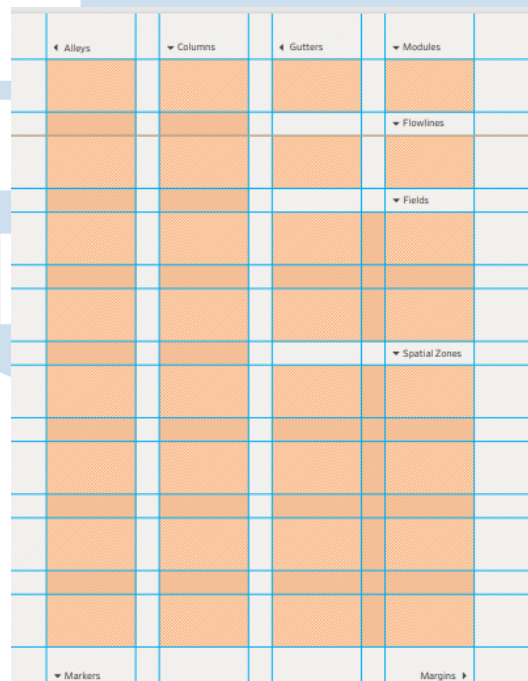 Alleys
Columns
Gutters
Modules
Flowlines
Fields
Spatial Zones
Markers
Margins